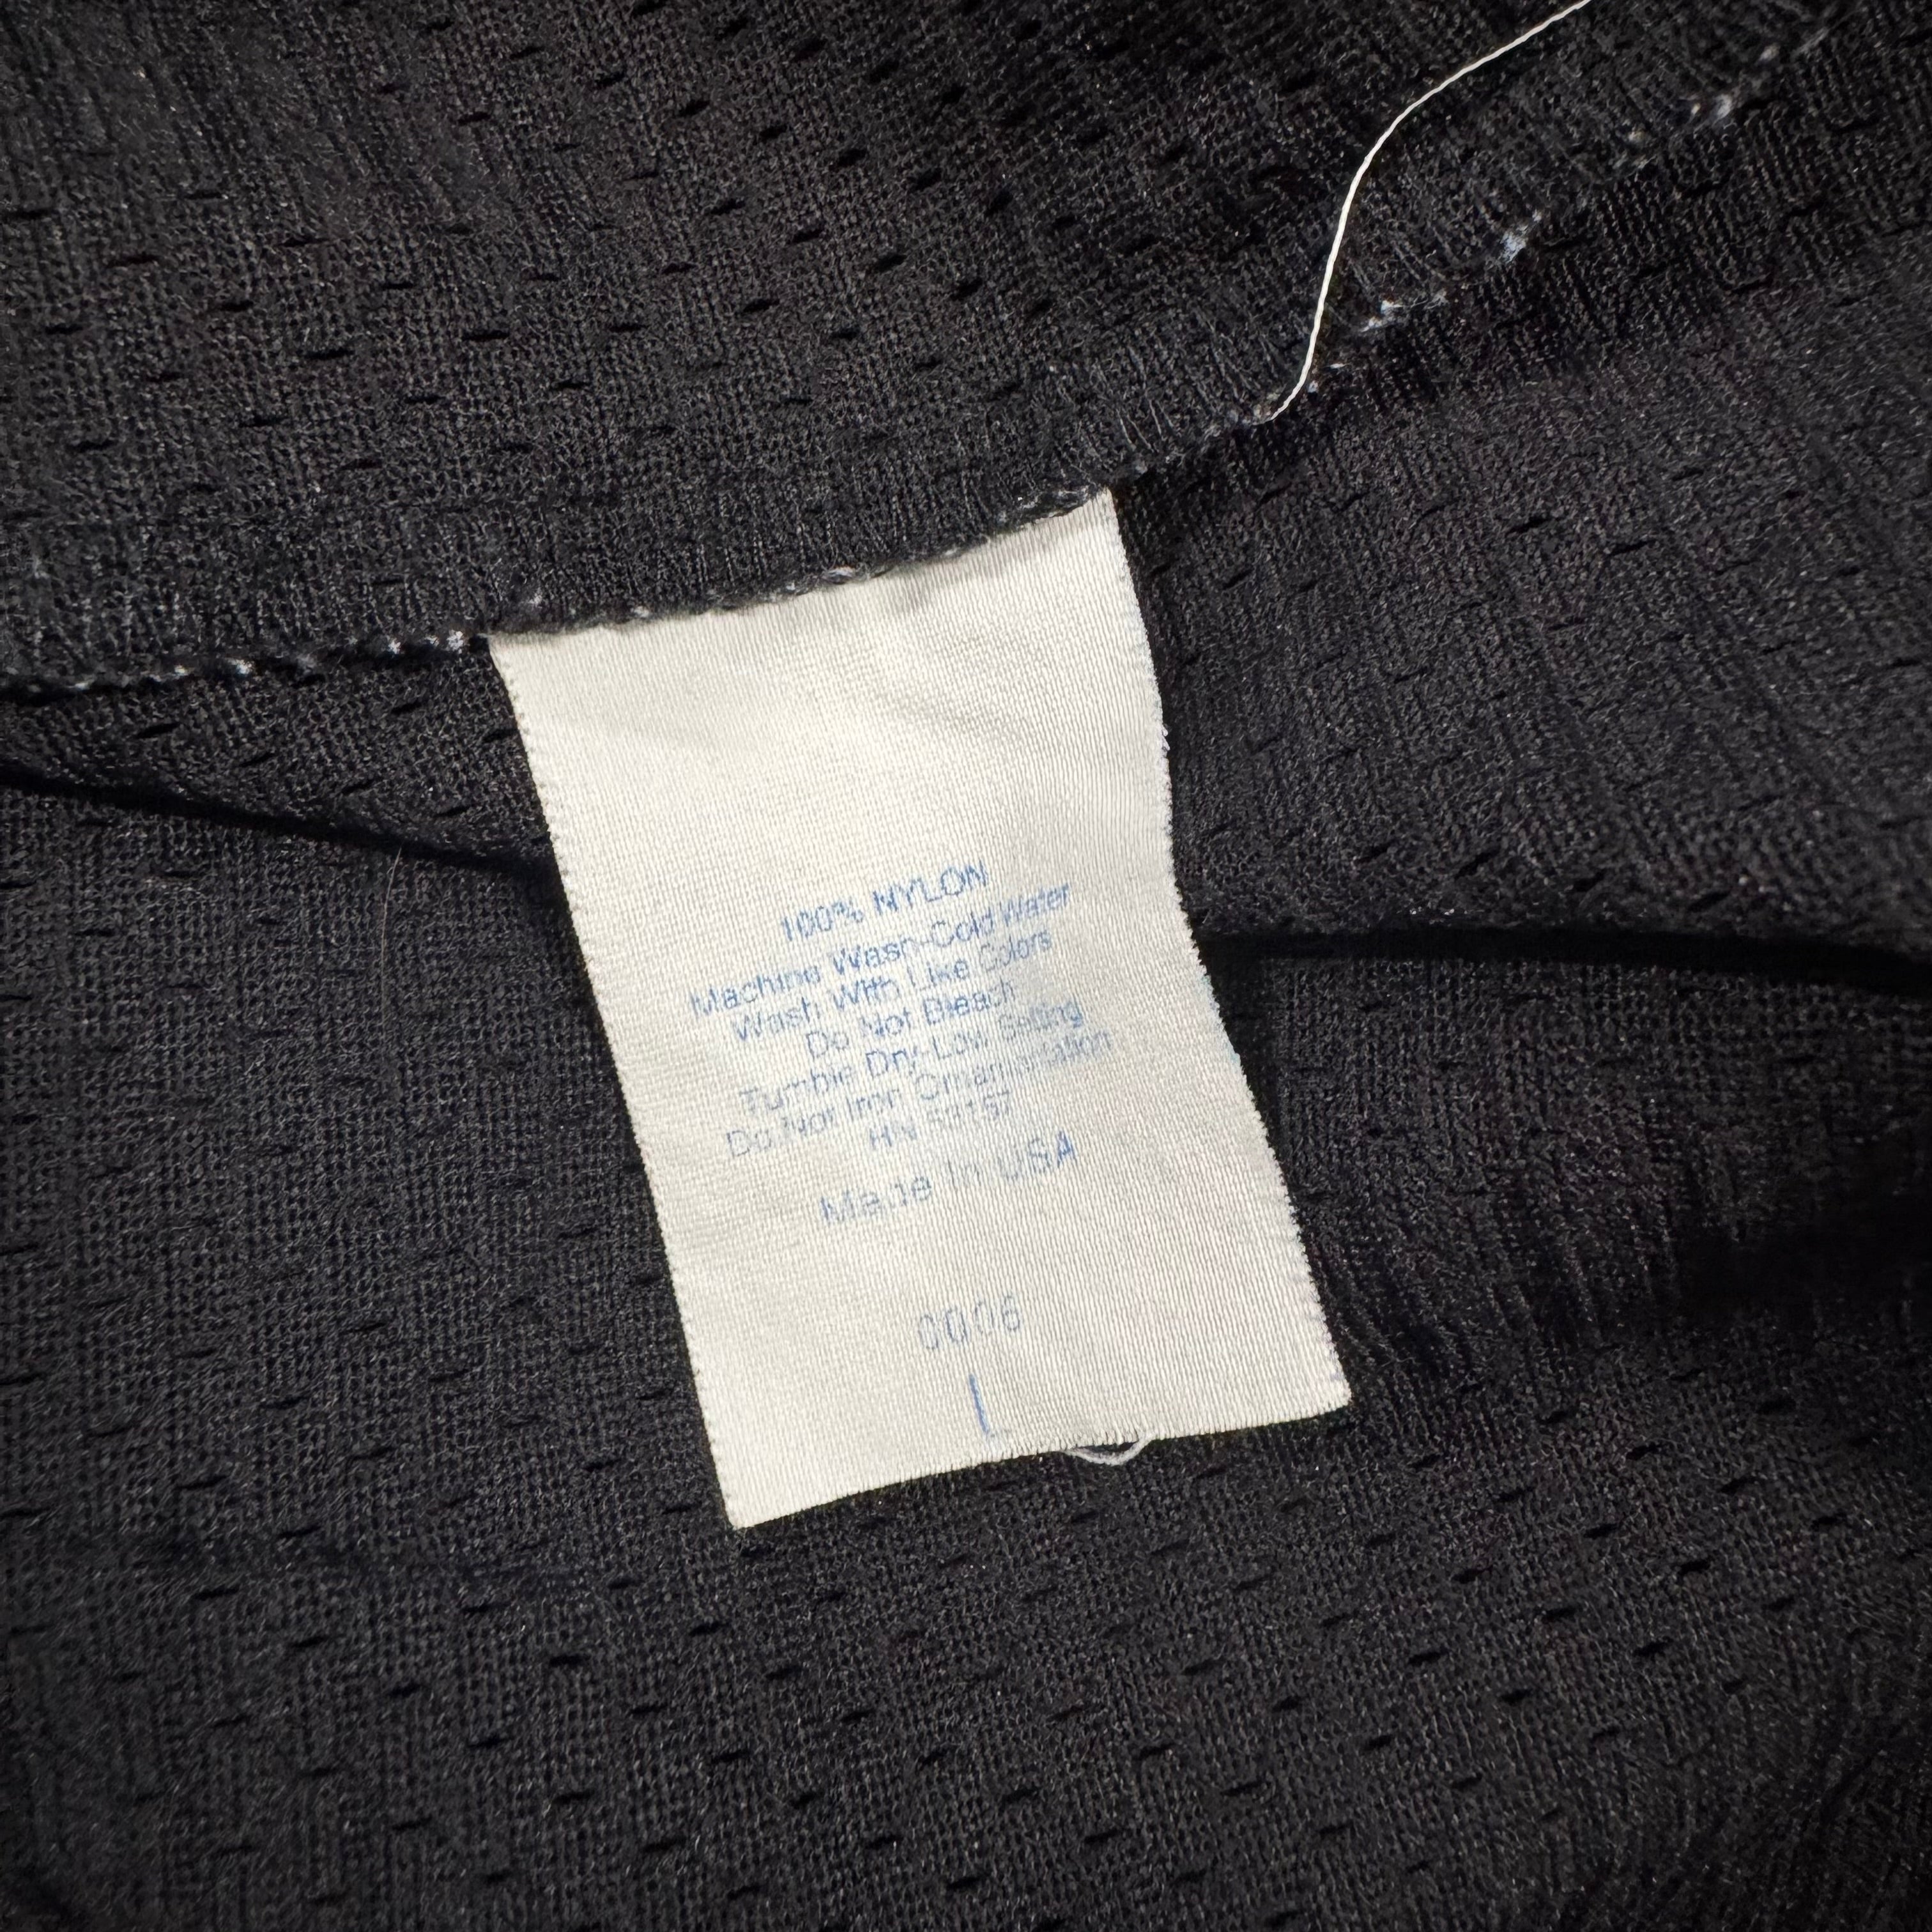 100% NYLON
Machine Wash-Cold Water
Wash With Like Colors
Do Not Bleach
Tumble Dry-Low Setting
Do Not Iron Ornamentation
RN
Made In USA
0006
L